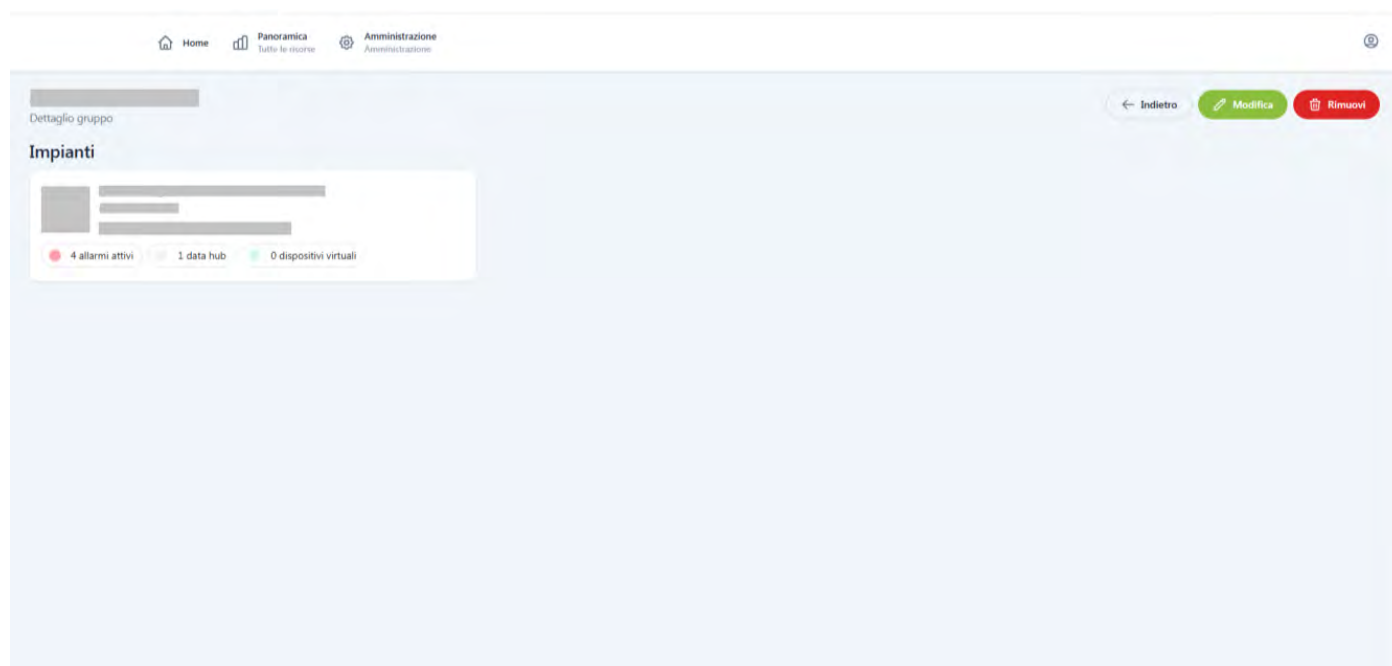 Home
Panoramica
Tutte le risorse
Amministrazione
Amministrazione
Dettaglio gruppo
Indietro
Modifica
Rimuovi
Impianti
4 allarmi attivi
1 data hub
0 dispositivi virtuali